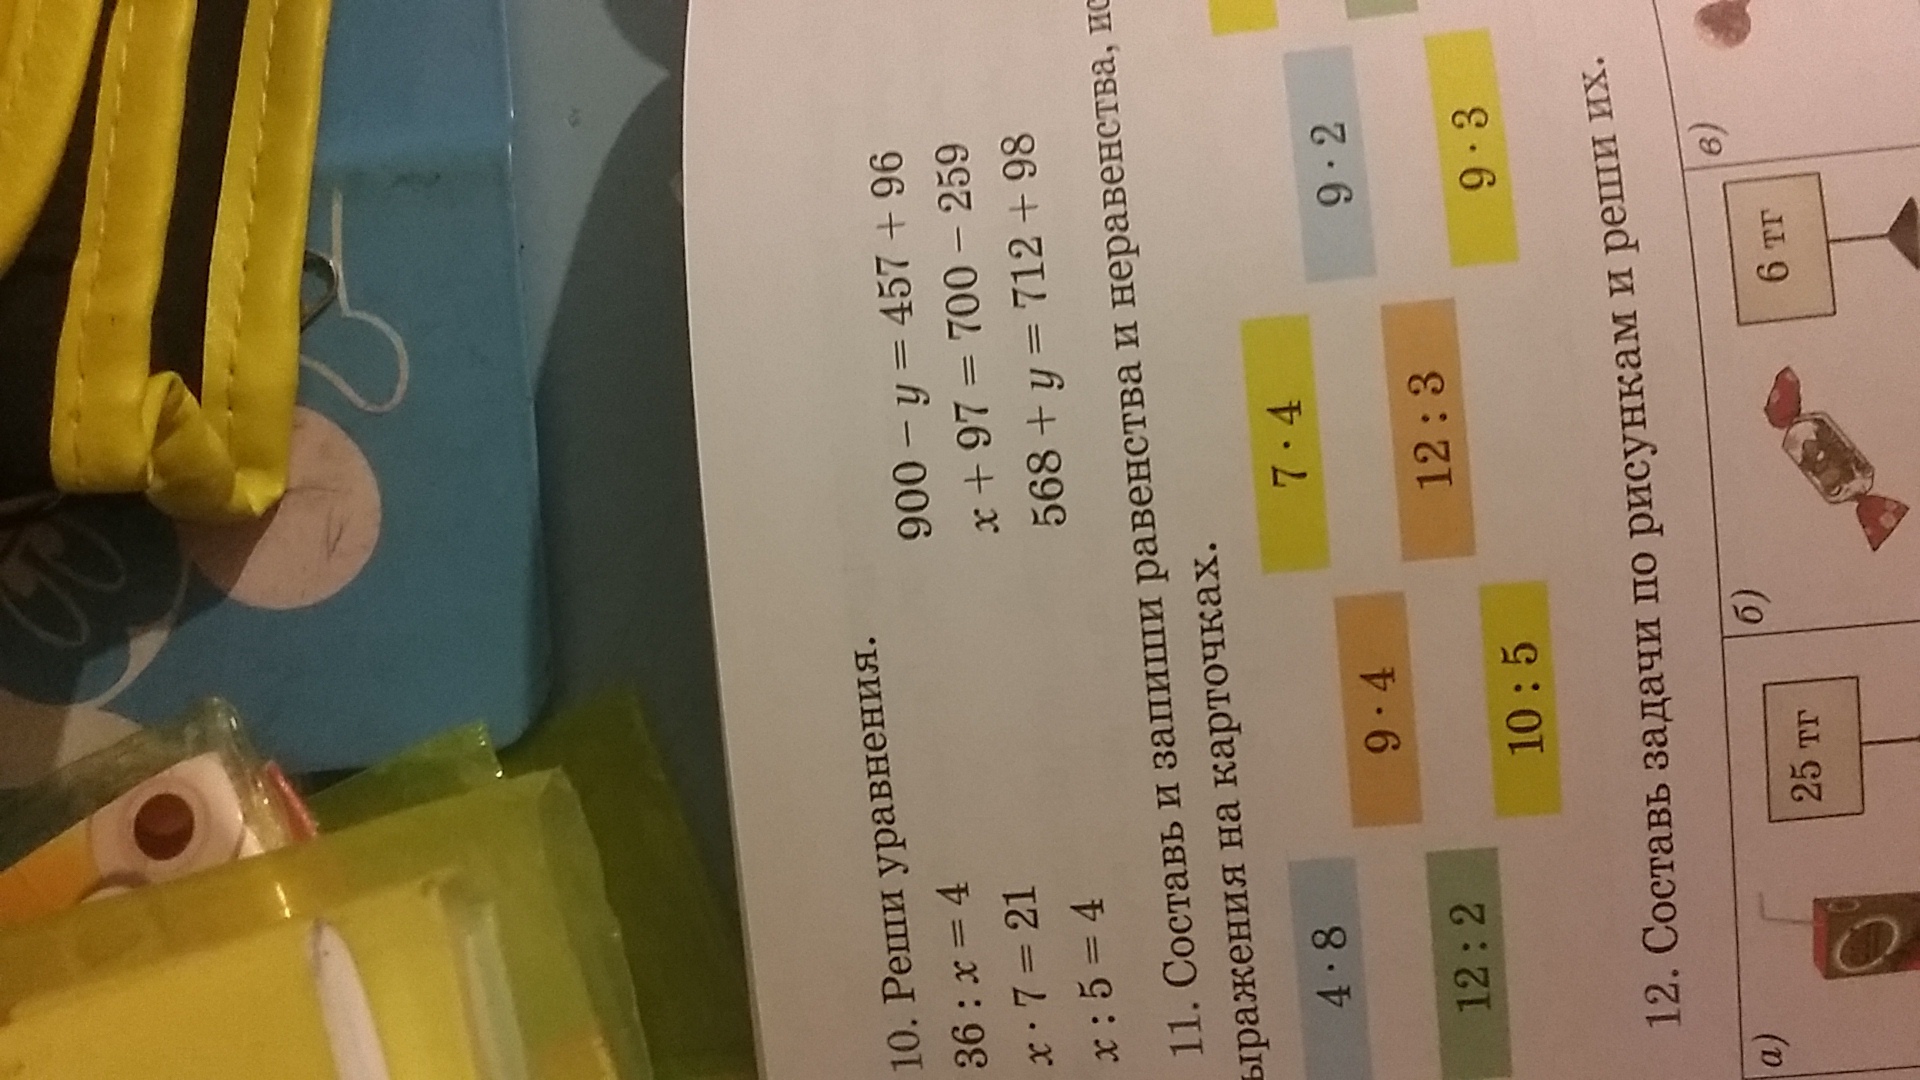 10. Реши уравнения.
36 : x = 4 900 − y = 457 + 96
x · 7 = 21 x + 97 = 700 − 259
x : 5 = 4 568 + y = 712 + 98
11. Составь и запиши равенства и неравенства,
ыражения на карточках.
4 · 8 9 · 4 7 · 4 9 · 2
12 : 2 10 : 5 12 : 3 9 · 3
12. Составь задачи по рисункам и реши их.
а) 25 тг б) 6 тг в)